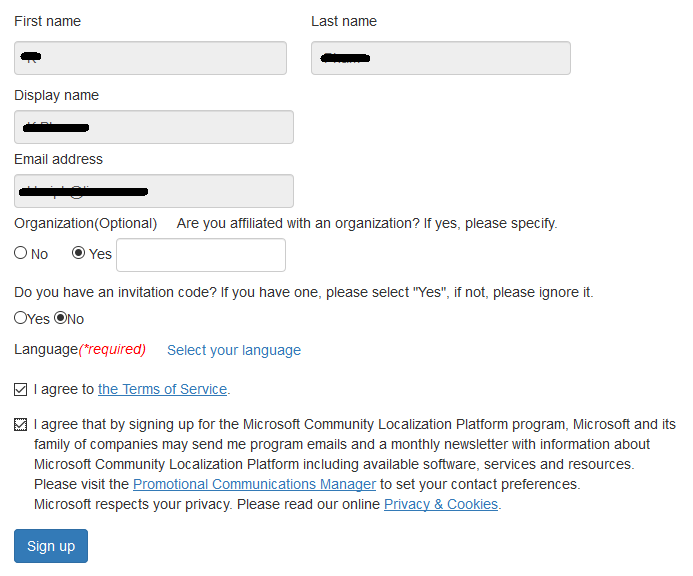 First name Last name
Display name
Email address
Organization(Optional) Are you affiliated with an organization? If yes, please specify.
No Yes
Do you have an invitation code? If you have one, please select "Yes", if not, please ignore it.
Yes No
Language(*required) Select your language
I agree to the Terms of Service.
I agree that by signing up for the Microsoft Community Localization Platform program, Microsoft and its
family of companies may send me program emails and a monthly newsletter with information about
Microsoft Community Localization Platform including available software, services and resources.
Please visit the Promotional Communications Manager to set your contact preferences.
Microsoft respects your privacy. Please read our online Privacy & Cookies.
Sign up